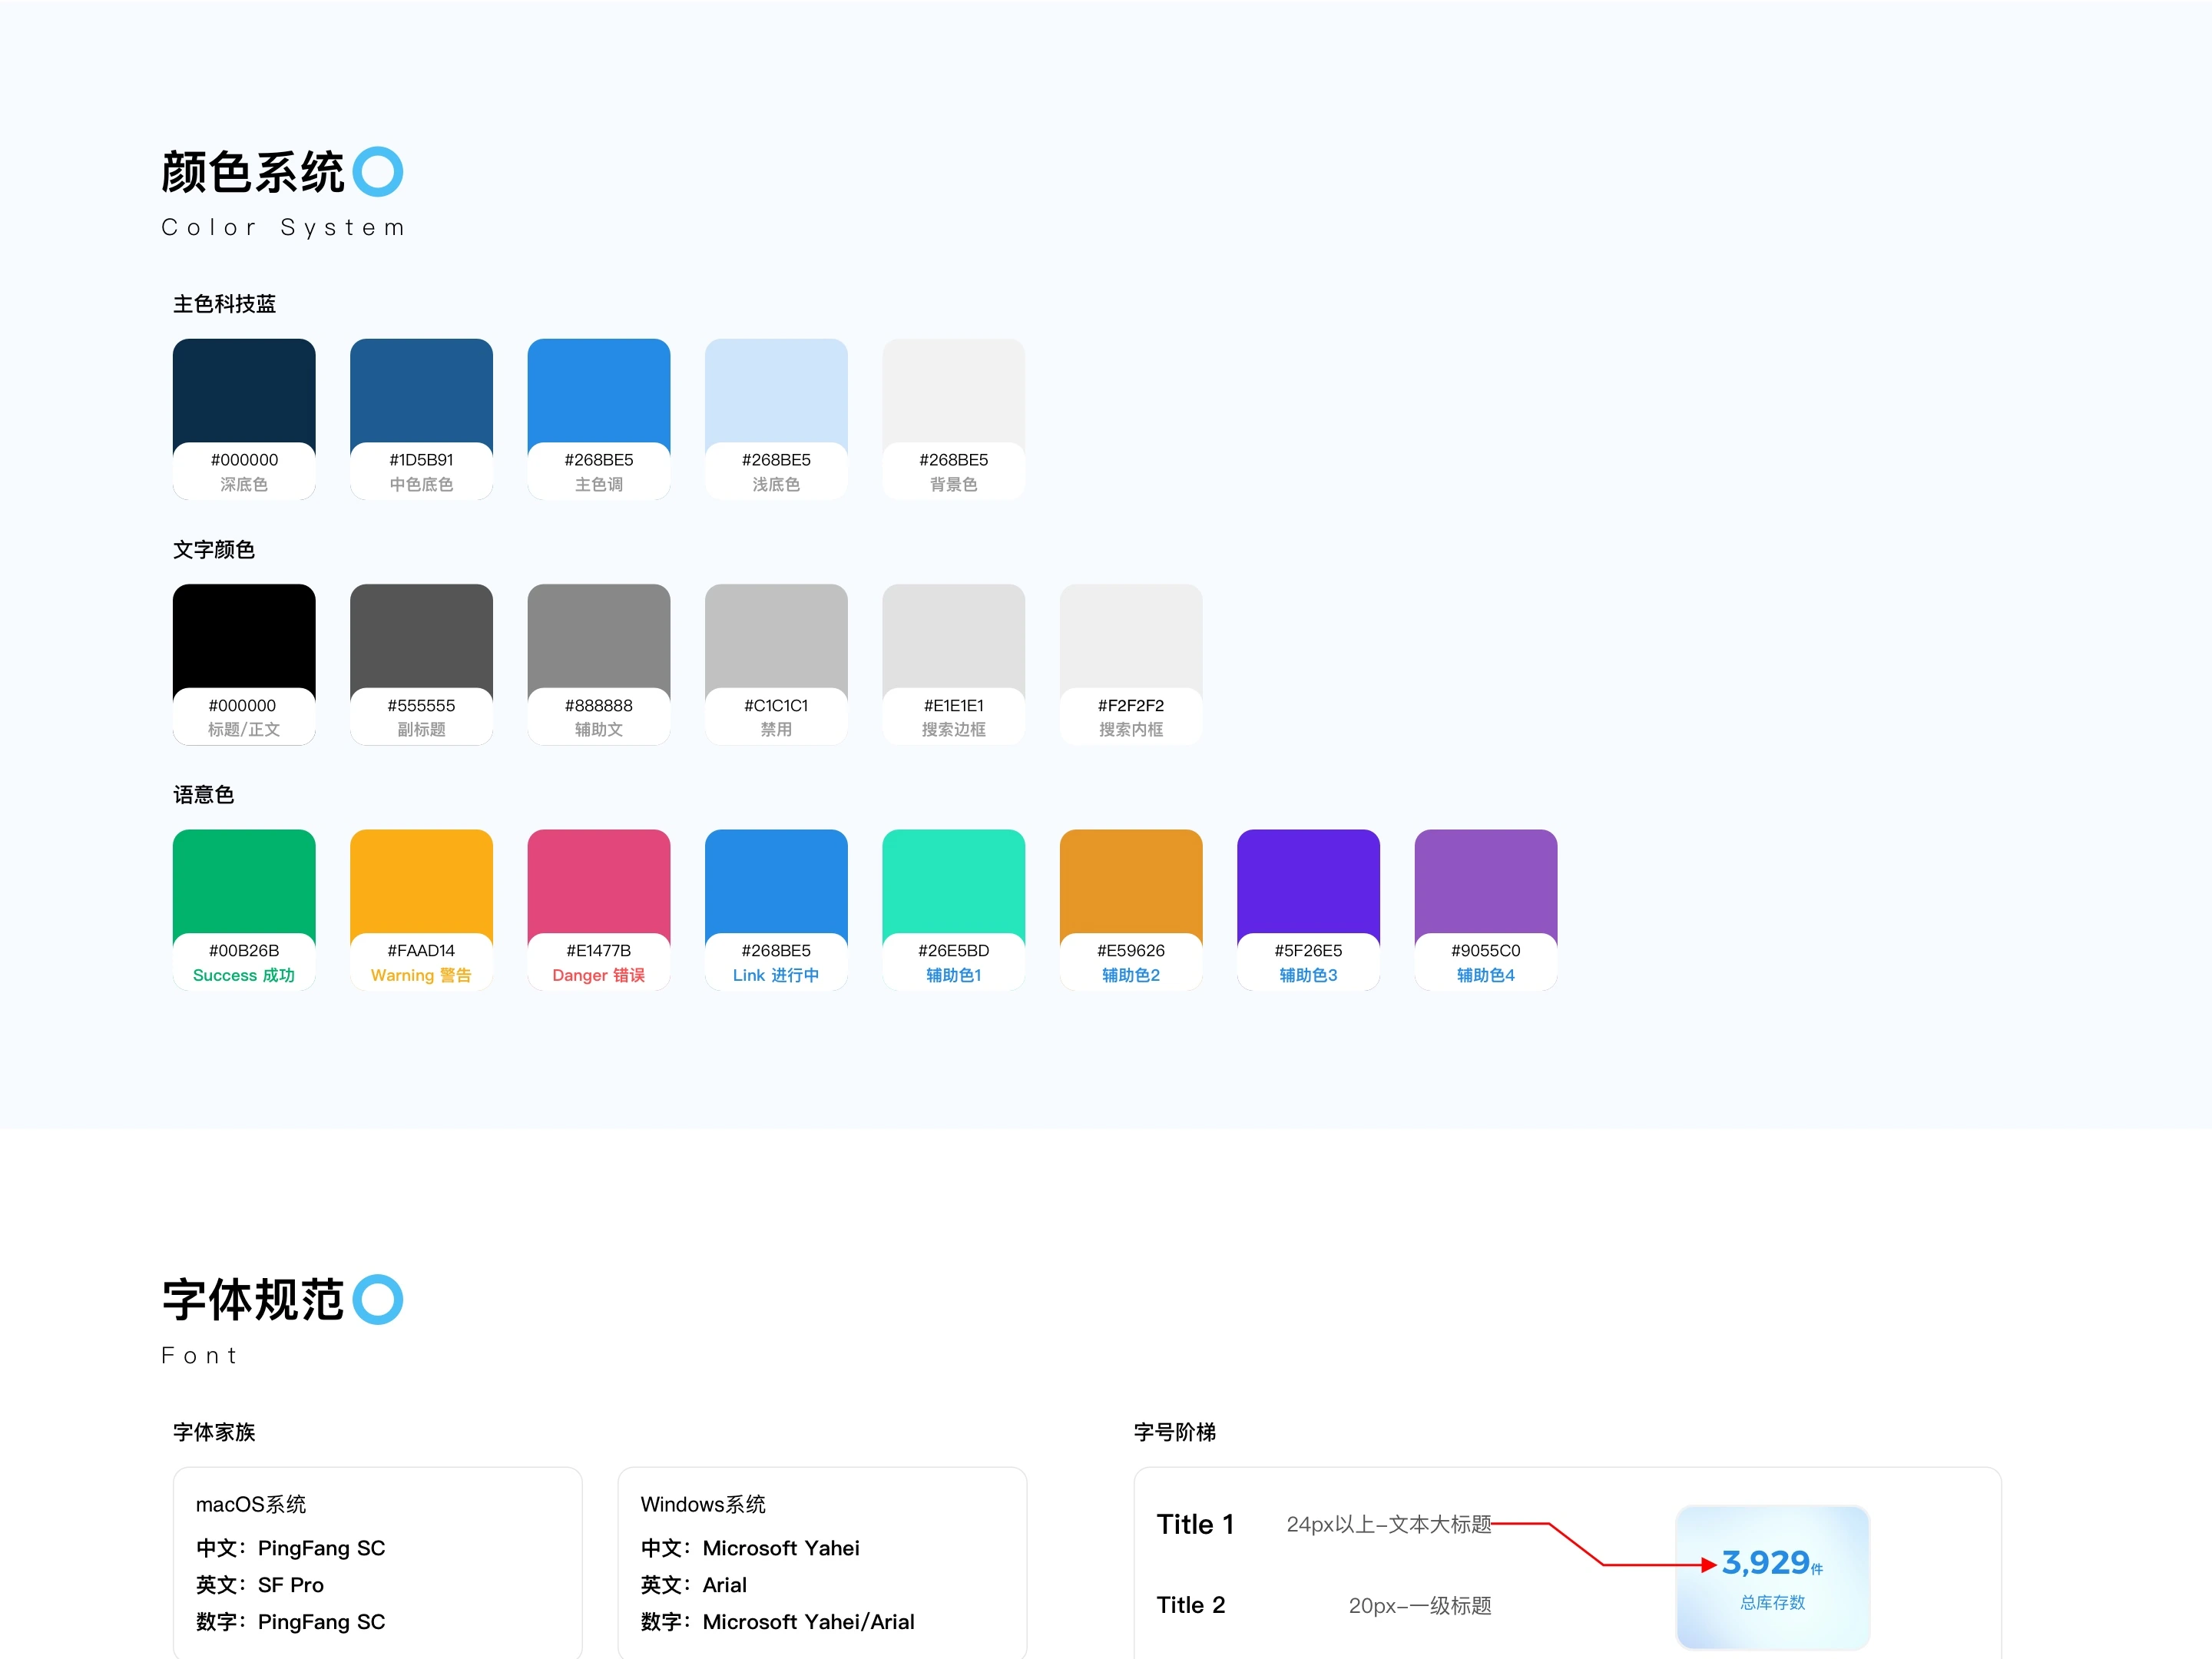 颜色系统
Color System
主色科技蓝
#000000
深底色
#1D5B91
中色底色
#268BE5
主色调
#268BE5
浅底色
#268BE5
背景色
文字颜色
#000000
标题/正文
#555555
副标题
#888888
辅助文
#C1C1C1
禁用
#E1E1E1
搜索边框
#F2F2F2
搜索内框
语意色
#00B26B
Success 成功
#FAAD14
Warning 警告
#E1477B
Danger 错误
#268BE5
Link 进行中
#26E5BD
辅助色1
#E59626
辅助色2
#5F26E5
辅助色3
#9055C0
辅助色4
字体规范
Font
字体家族
macOS系统
中文：PingFang SC
英文：SF Pro
数字：PingFang SC
Windows系统
中文：Microsoft Yahei
英文：Arial
数字：Microsoft Yahei/Arial
字号阶梯
Title 1
24px以上-文本大标题
3,929件
总库存数
Title 2
20px-一级标题